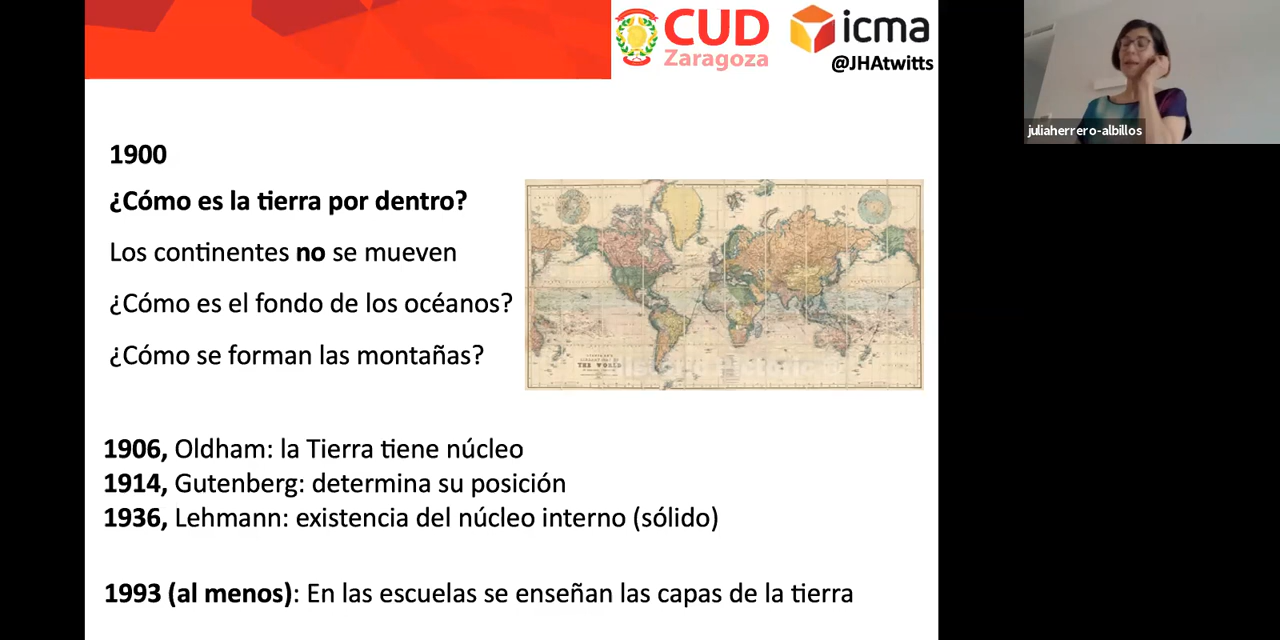 CUD
Zaragoza
icma
@JHAtwitts
juliaherrero-albillos
1900
¿Cómo es la tierra por dentro?
Los continentes no se mueven
¿Cómo es el fondo de los océanos?
¿Cómo se forman las montañas?
THE WORLD
1906, Oldham: la Tierra tiene núcleo
1914, Gutenberg: determina su posición
1936, Lehmann: existencia del núcleo interno (sólido)
1993 (al menos): En las escuelas se enseñan las capas de la tierra